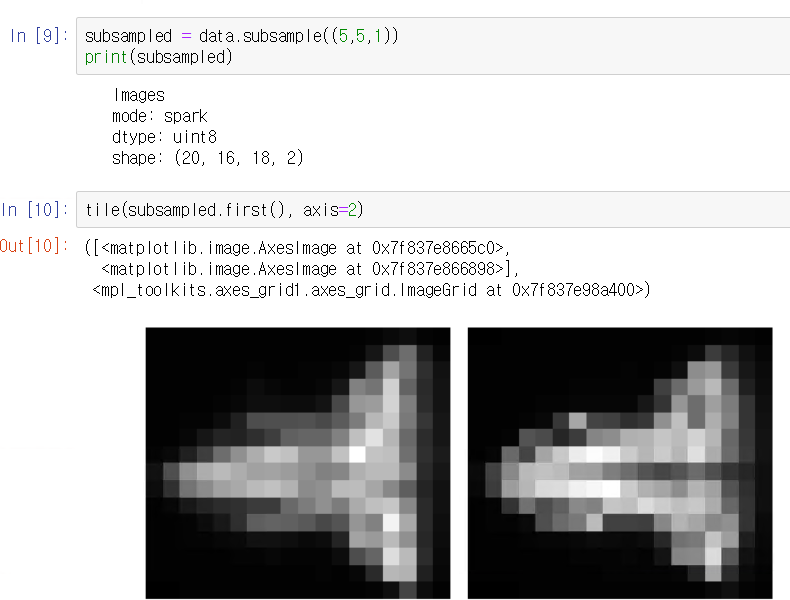 In [9]: subsampled = data.subsample((5,5,1))
print(subsampled)
Images
mode: spark
dtype: uint8
shape: (20, 16, 18, 2)
In [10]: tile(subsampled.first(), axis=2)
Out[10]: ([<matplotlib.image.AxesImage at 0x7f837e8665c0>,
<matplotlib.image.AxesImage at 0x7f837e866898>],
<mpl_toolkits.axes_grid1.axes_grid.ImageGrid at 0x7f837e98a400>)